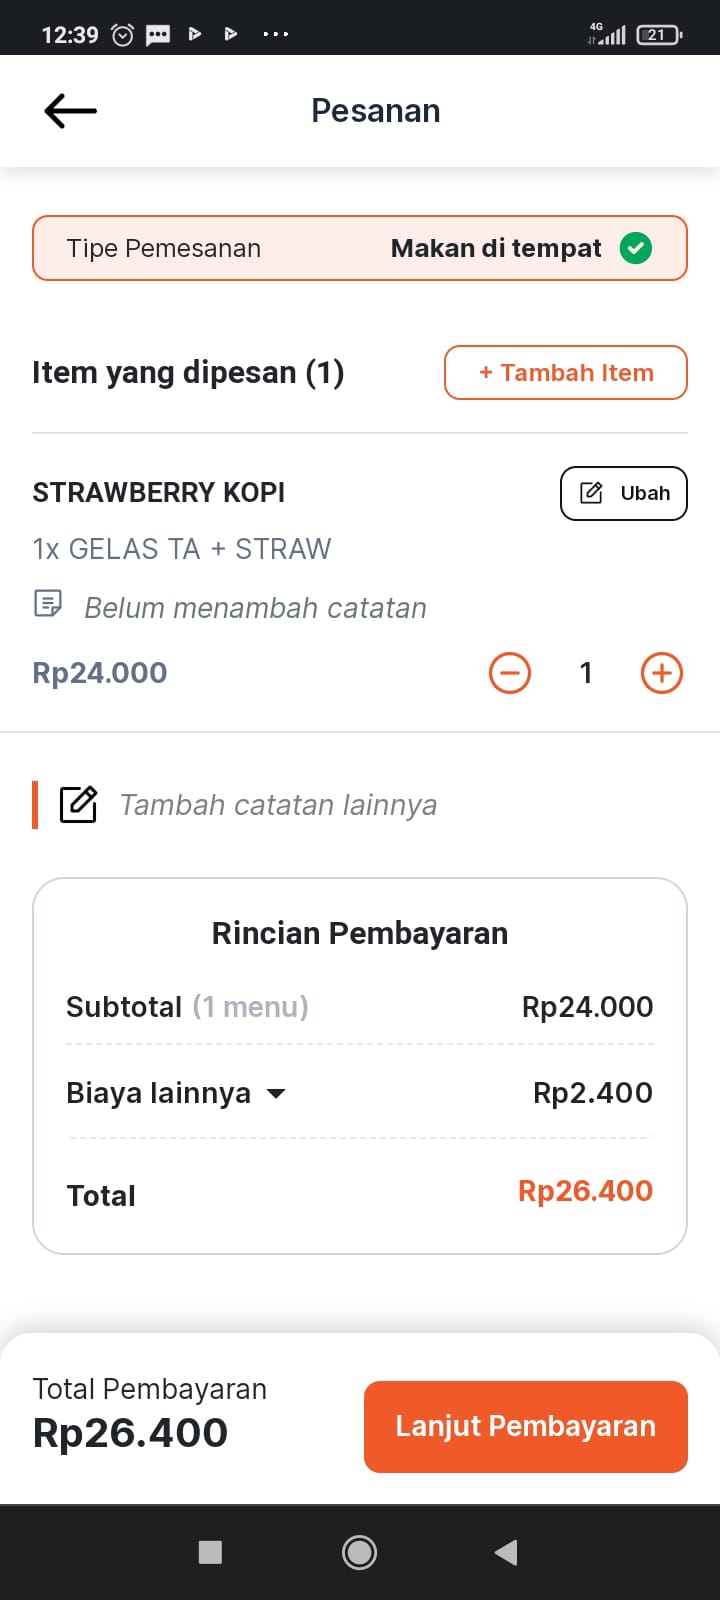 12:39
4G
21
Pesanan
Tipe Pemesanan Makan di tempat
Item yang dipesan (1) + Tambah Item
STRAWBERRY KOPI Ubah
1x GELAS TA + STRAW
Belum menambah catatan
Rp24.000 1
Tambah catatan lainnya
Rincian Pembayaran
Subtotal (1 menu) Rp24.000
Biaya lainnya Rp2.400
Total Rp26.400
Total Pembayaran
Rp26.400
Lanjut Pembayaran